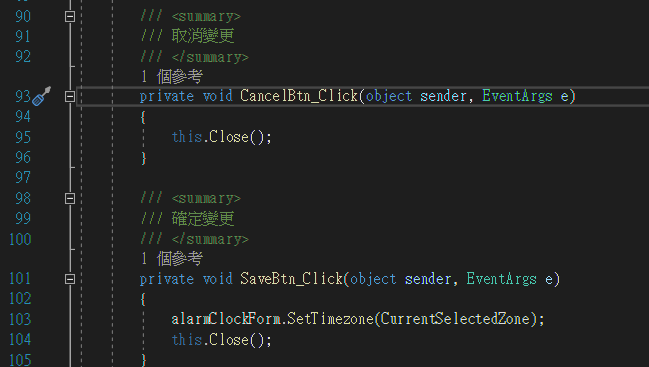 90 /// <summary>
91 /// 取消變更
92 /// </summary>
1 個參考
93 private void CancelBtn_Click(object sender, EventArgs e)
94 {
95 this.Close();
96 }
97
98 /// <summary>
99 /// 確定變更
100 /// </summary>
1 個參考
101 private void SaveBtn_Click(object sender, EventArgs e)
102 {
103 alarmClockForm.SetTimezone(CurrentSelectedZone);
104 this.Close();
105 }